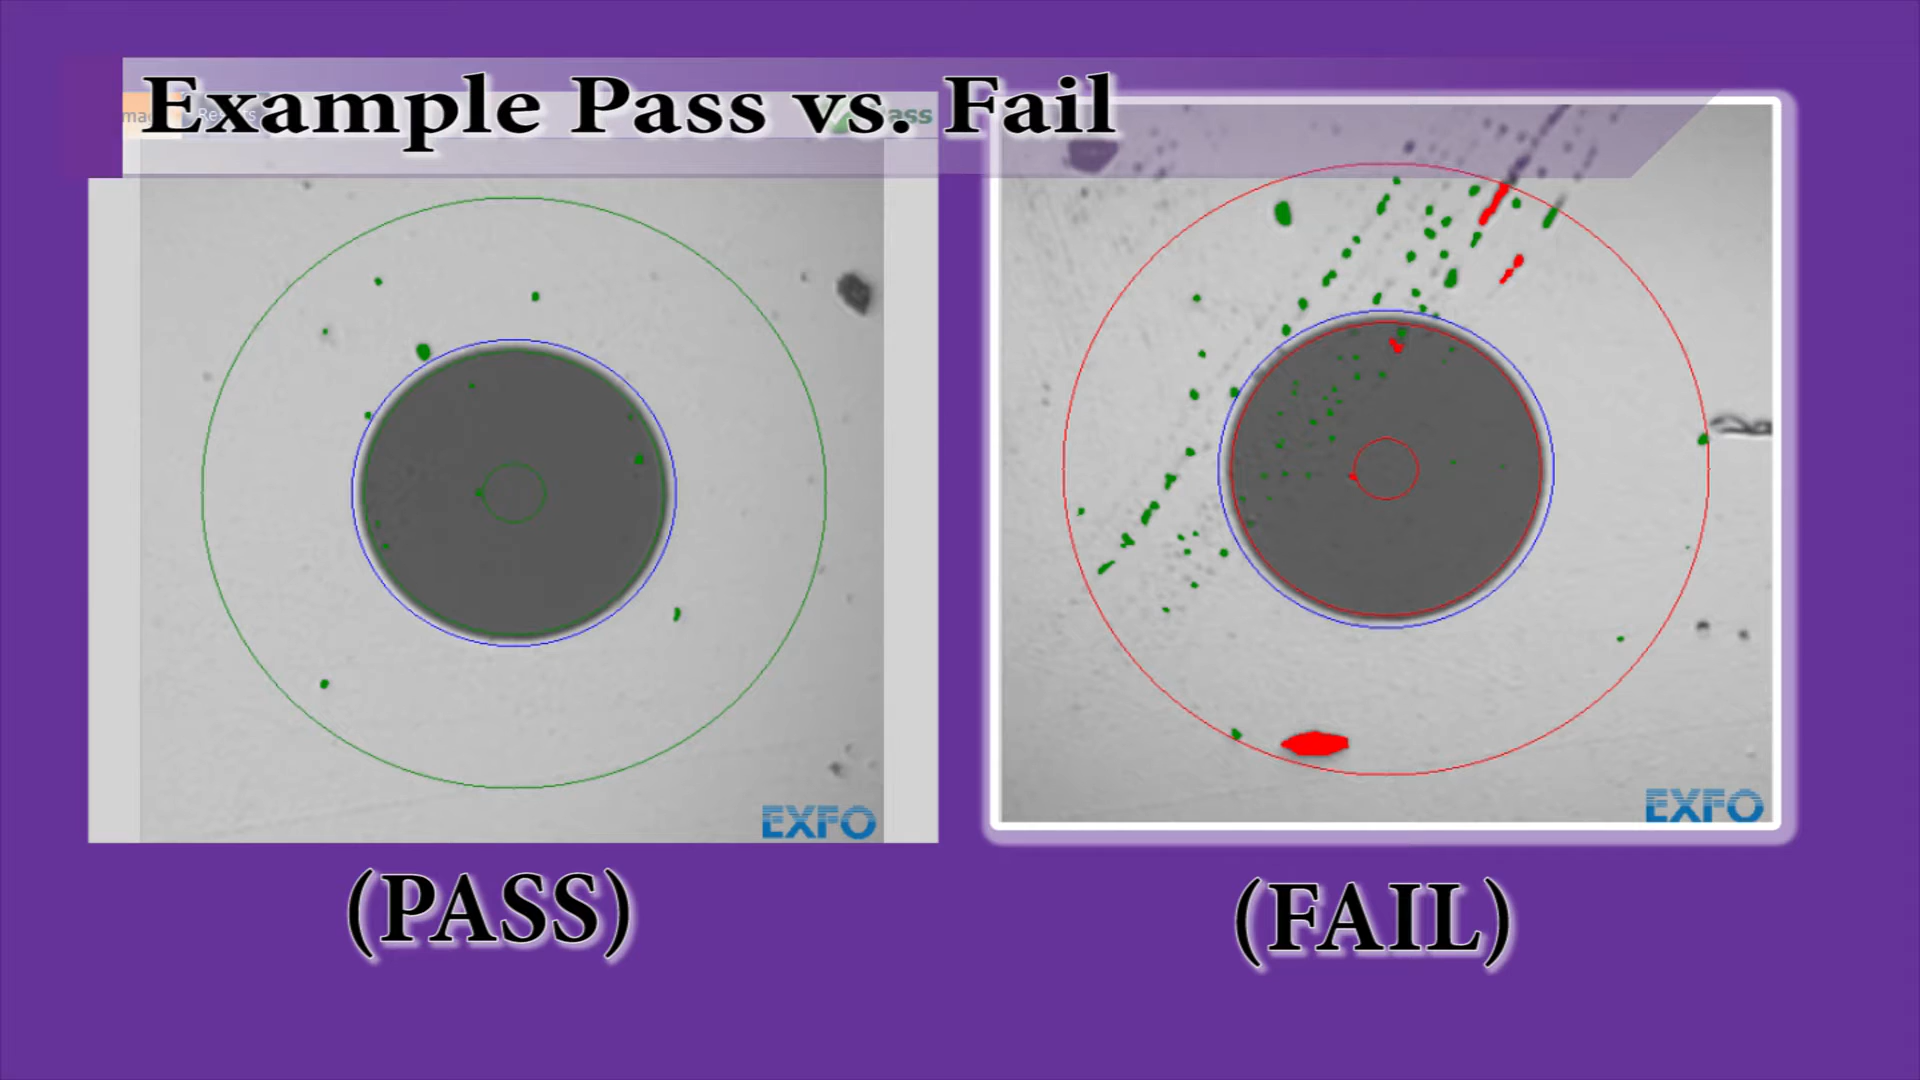 Example Pass vs. Fail
EXFO
EXFO
(PASS)
(FAIL)